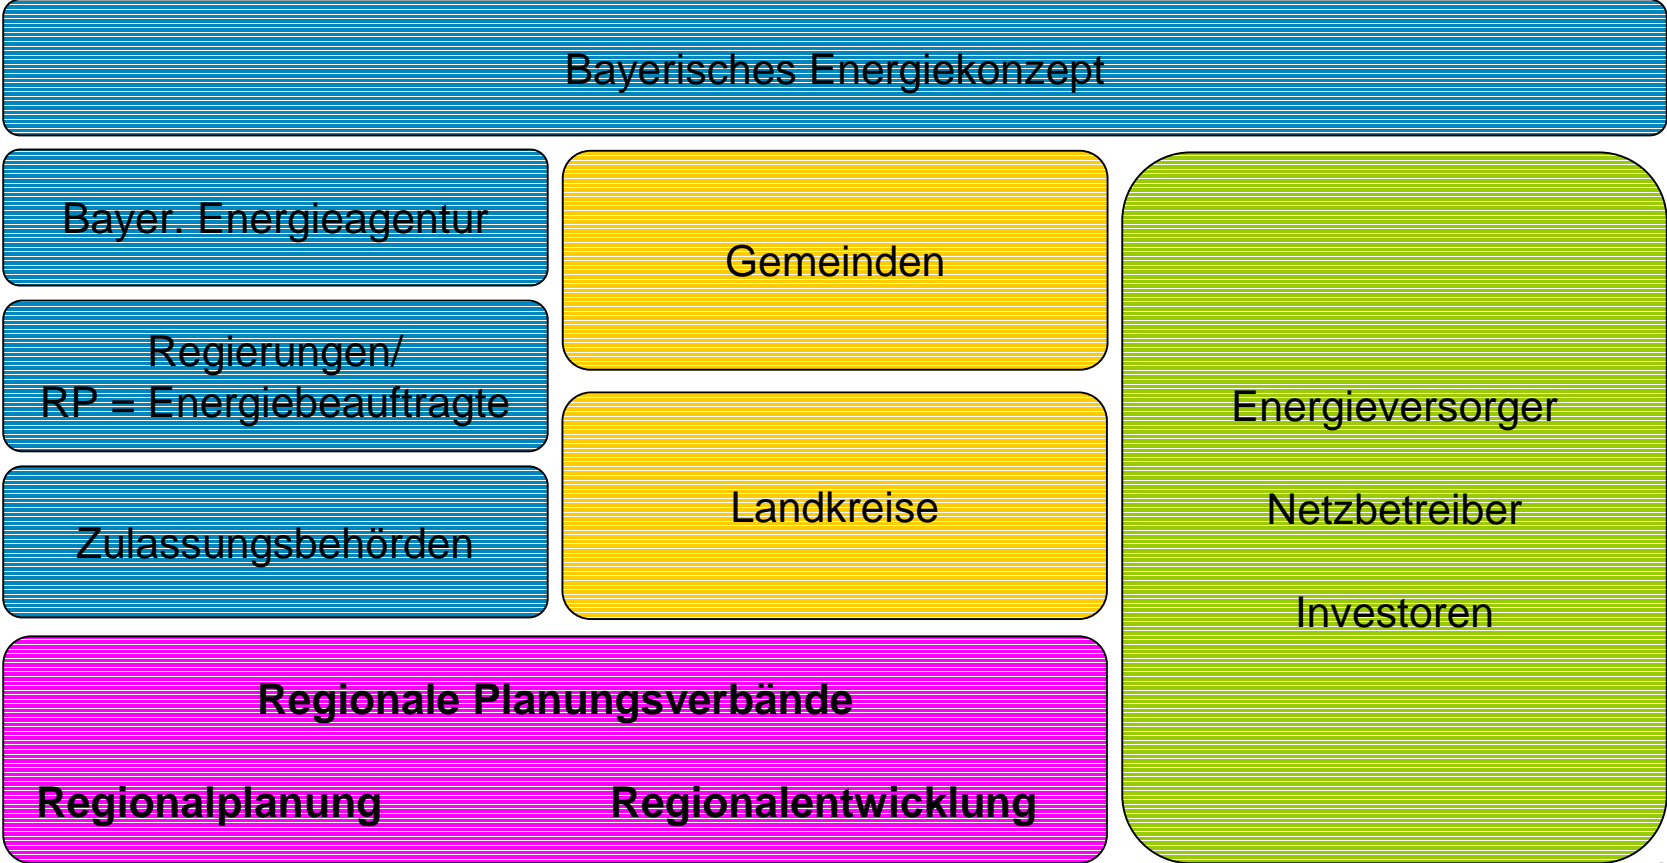 Bayerisches Energiekonzept
Bayer. Energieagentur
Regierungen/
RP = Energiebeauftragte
Zulassungsbehörden
Gemeinden
Landkreise
Energieversorger
Netzbetreiber
Investoren
Regionale Planungsverbände
Regionalplanung Regionalentwicklung